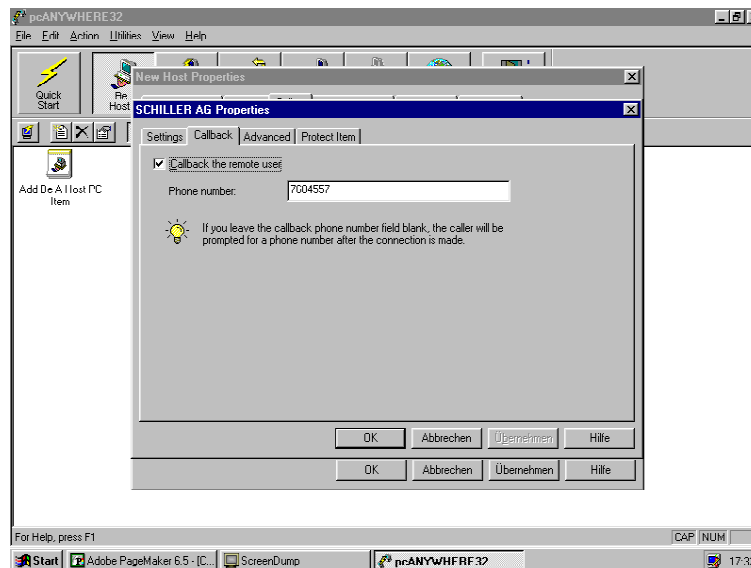 pcANYWHERE32
File Edit Action Utilities View Help
Quick
Start
Host
New Host Properties
SCHILLER AG Properties
Settings Callback Advanced Protect Item
Callback the remote user
Phone number: 7604557
If you leave the callback phone number field blank, the caller will be
prompted for a phone number after the connection is made.
Add Be A Host PC
Item
OK Abbrechen Übernehmen Hilfe
OK Abbrechen Übernehmen Hilfe
For Help, press F1 CAP NUM
Start Adobe PageMaker 6.5 - [C... ScreenDump pcANYWHERE32